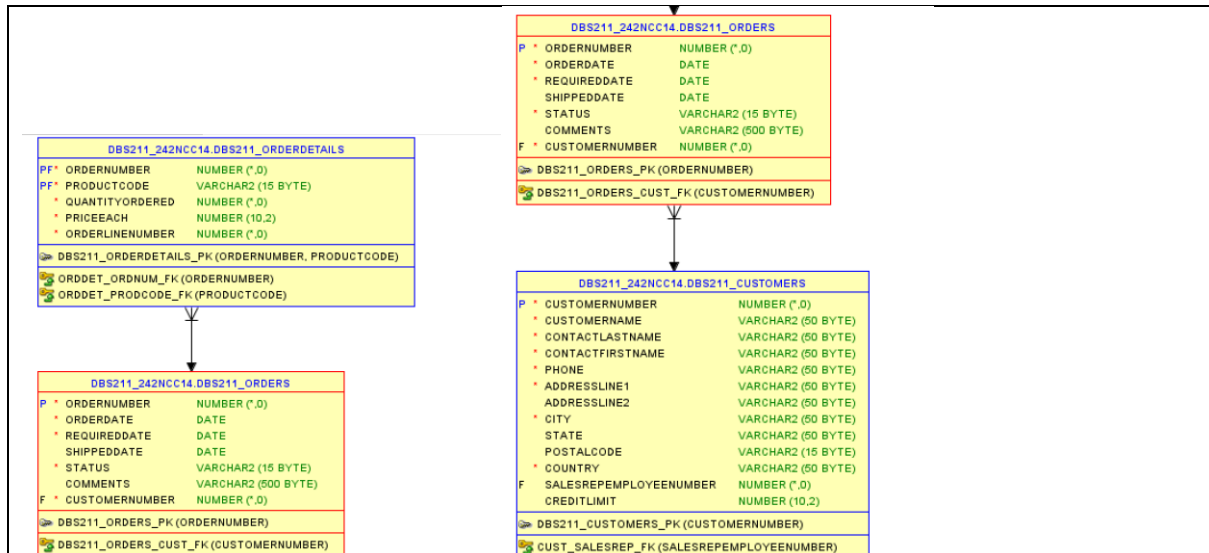 DBS211_242NCC14.DBS211_ORDERS
P * ORDERNUMBER NUMBER (*,0)
* ORDERDATE DATE
* REQUIREDDATE DATE
SHIPPEDDATE DATE
* STATUS VARCHAR2 (15 BYTE)
COMMENTS VARCHAR2 (500 BYTE)
F * CUSTOMERNUMBER NUMBER (*,0)
DBS211_ORDERS_PK (ORDERNUMBER)
DBS211_ORDERS_CUST_FK (CUSTOMERNUMBER)
DBS211_242NCC14.DBS211_ORDERDETAILS
PF* ORDERNUMBER NUMBER (*,0)
PF* PRODUCTCODE VARCHAR2 (15 BYTE)
* QUANTITYORDERED NUMBER (*,0)
* PRICEEACH NUMBER (10,2)
* ORDERLINENUMBER NUMBER (*,0)
DBS211_ORDERDETAILS_PK (ORDERNUMBER, PRODUCTCODE)
ORDDET_ORDNUM_FK (ORDERNUMBER)
ORDDET_PRODCODE_FK (PRODUCTCODE)
DBS211_242NCC14.DBS211_ORDERS
P * ORDERNUMBER NUMBER (*,0)
* ORDERDATE DATE
* REQUIREDDATE DATE
SHIPPEDDATE DATE
* STATUS VARCHAR2 (15 BYTE)
COMMENTS VARCHAR2 (500 BYTE)
F * CUSTOMERNUMBER NUMBER (*,0)
DBS211_ORDERS_PK (ORDERNUMBER)
DBS211_ORDERS_CUST_FK (CUSTOMERNUMBER)
DBS211_242NCC14.DBS211_CUSTOMERS
P * CUSTOMERNUMBER NUMBER (*,0)
* CUSTOMERNAME VARCHAR2 (50 BYTE)
* CONTACTLASTNAME VARCHAR2 (50 BYTE)
* CONTACTFIRSTNAME VARCHAR2 (50 BYTE)
* PHONE VARCHAR2 (50 BYTE)
* ADDRESSLINE1 VARCHAR2 (50 BYTE)
ADDRESSLINE2 VARCHAR2 (50 BYTE)
* CITY VARCHAR2 (50 BYTE)
STATE VARCHAR2 (50 BYTE)
POSTALCODE VARCHAR2 (15 BYTE)
* COUNTRY VARCHAR2 (50 BYTE)
F SALESREPEMPLOYEENUMBER NUMBER (*,0)
CREDITLIMIT NUMBER (10,2)
DBS211_CUSTOMERS_PK (CUSTOMERNUMBER)
CUST_SALESREP_FK (SALESREPEMPLOYEENUMBER)